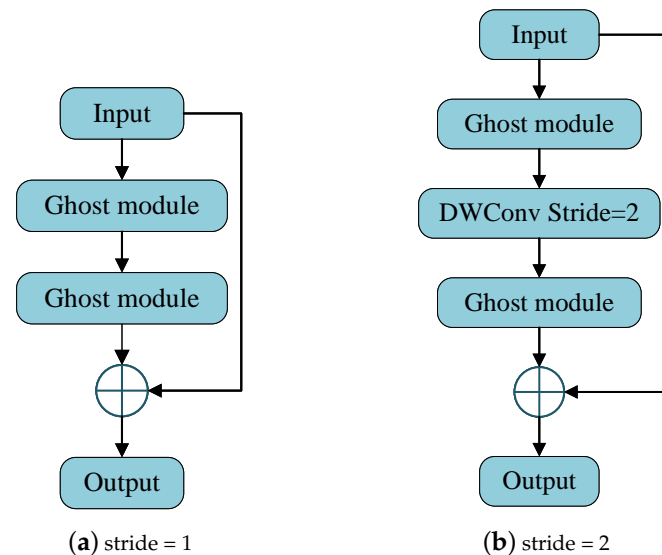 Input
Ghost module
Ghost module
Output
(a) stride = 1
Input
Ghost module
DWConv Stride=2
Ghost module
Output
(b) stride = 2